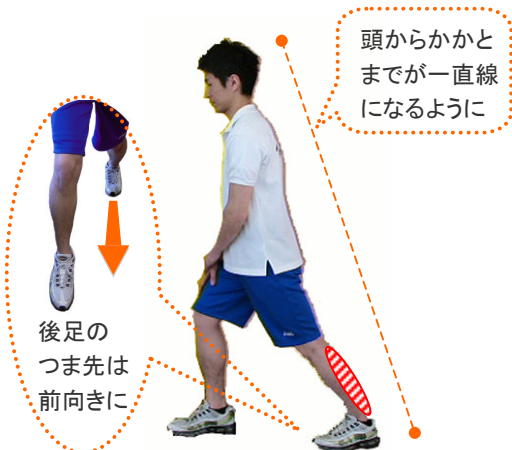 頭からかかと
までが一直線
になるように
後足の
つま先は
前向きに